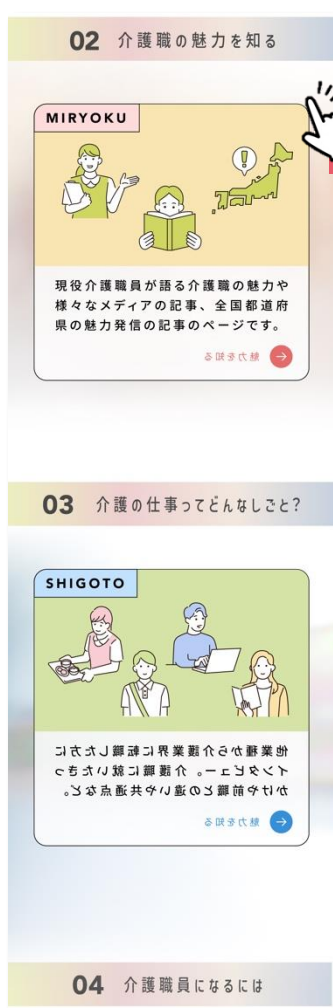 02 介護職の魅力を知る
MIRYOKU
現役介護職員が語る介護職の魅力や
様々なメディアの記事、全国都道府
県の魅力発信の記事のページです。
魅力を知る
03 介護の仕事ってどんなしごと?
SHIGOTO
他業種から介護業界に転職した方に
インタビュー。介護職に就いたきっ
かけや前職との違いや共通点など。
魅力を知る
04 介護職員になるには